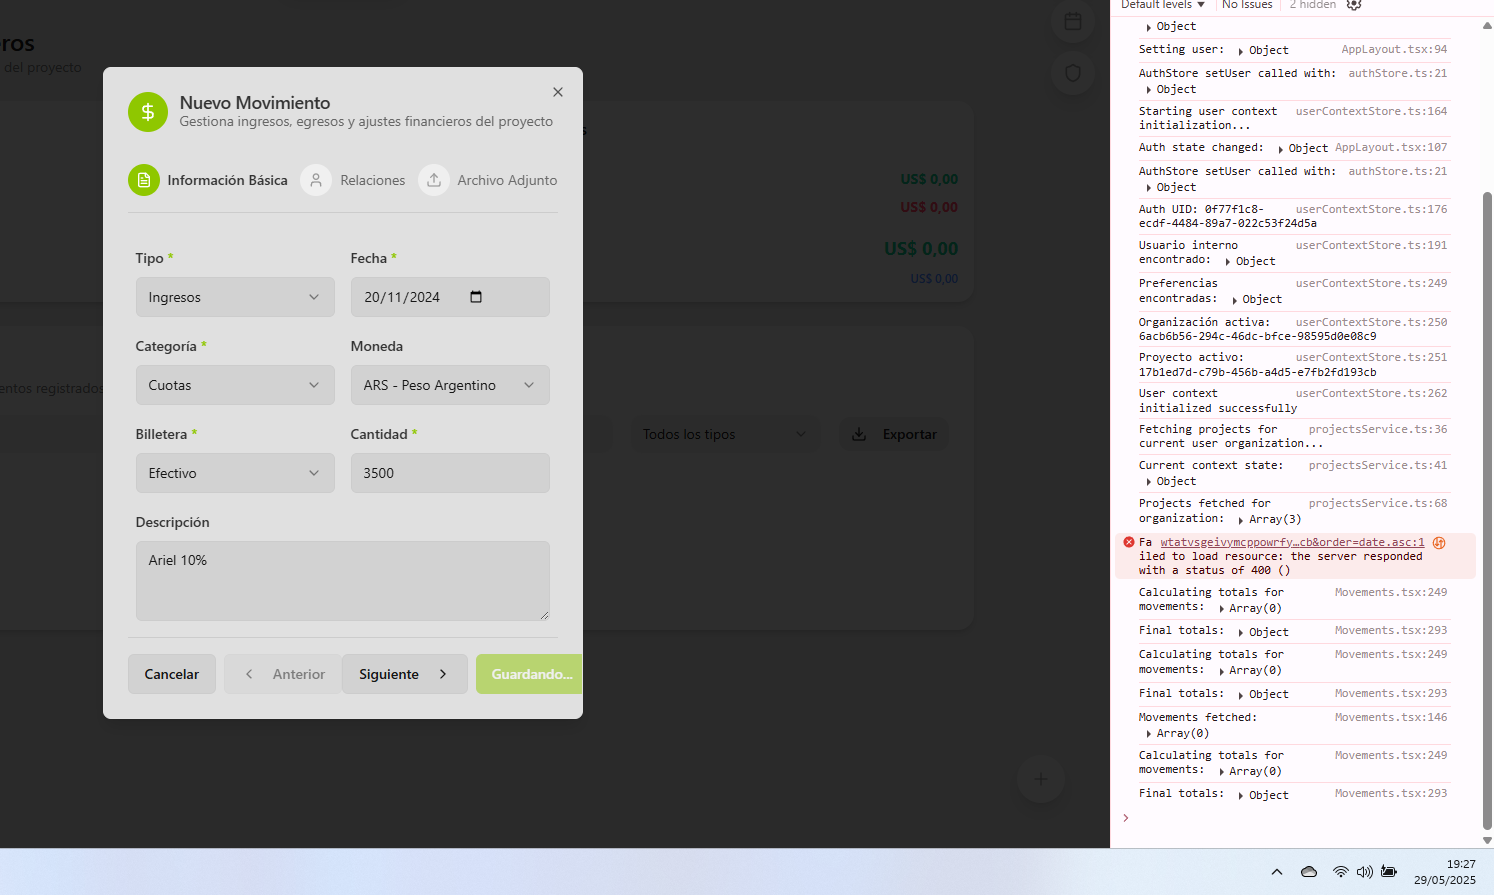 ros
del proyecto
Nuevo Movimiento
Gestiona ingresos, egresos y ajustes financieros del proyecto
s
Información Básica
Relaciones
Archivo Adjunto
US$ 0,00
US$ 0,00
US$ 0,00
US$ 0,00
Tipo *
Fecha *
Ingresos
20/11/2024
Categoría *
Moneda
Cuotas
ARS - Peso Argentino
entos registrados
Billetera *
Cantidad *
Todos los tipos
Exportar
Efectivo
3500
Descripción
Ariel 10%
Cancelar
Anterior
Siguiente
Guardando...
Default levels
No Issues
2 hidden
Object
Setting user: Object AppLayout.tsx:94
AuthStore setUser called with: authStore.ts:21
Object
Starting user context userContextStore.ts:164
initialization...
Auth state changed: Object AppLayout.tsx:107
AuthStore setUser called with: authStore.ts:21
Object
Auth UID: 0f77f1c8- userContextStore.ts:176
ecdf-4484-89a7-022c53f24d5a
Usuario interno userContextStore.ts:191
encontrado: Object
Preferencias userContextStore.ts:249
encontradas: Object
Organización activa: userContextStore.ts:250
6acb6b56-294c-46dc-bfce-98595d0e08c9
Proyecto activo: userContextStore.ts:251
17b1ed7d-c79b-456b-a4d5-e7fb2fd193cb
User context userContextStore.ts:262
initialized successfully
Fetching projects for projectsService.ts:36
current user organization...
Current context state: projectsService.ts:41
Object
Projects fetched for projectsService.ts:68
organization: Array(3)
Fa wtatvsgeivymcppowrfy…cb&order=date.asc:1
iled to load resource: the server responded
with a status of 400 ()
Calculating totals for Movements.tsx:249
movements: Array(0)
Final totals: Object Movements.tsx:293
Calculating totals for Movements.tsx:249
movements: Array(0)
Final totals: Object Movements.tsx:293
Movements fetched: Movements.tsx:146
Array(0)
Calculating totals for Movements.tsx:249
movements: Array(0)
Final totals: Object Movements.tsx:293
19:27
29/05/2025